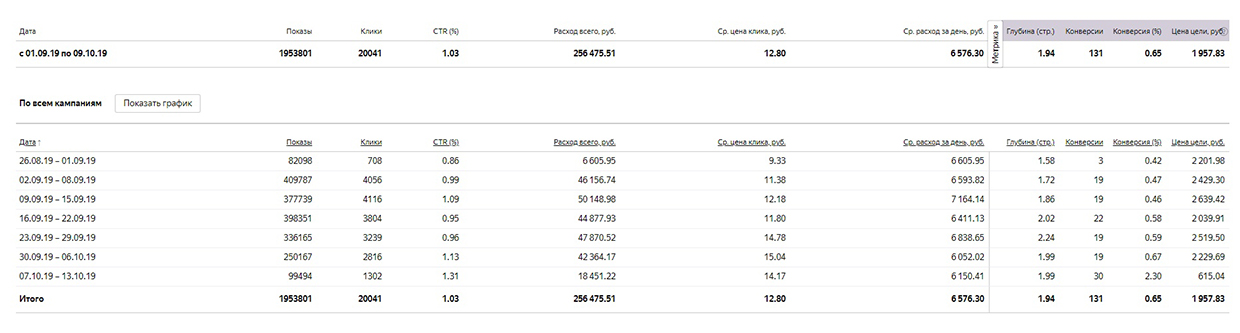 Дата Показы Клики CTR (%) Расход всего, руб. Ср. цена клика, руб. Ср. расход за день, руб. Метрика » Глубина (стр.) Конверсии Конверсия (%) Цена цели, руб.
с 01.09.19 по 09.10.19 1953801 20041 1.03 256 475.51 12.80 6 576.30 1.94 131 0.65 1 957.83
По всем кампаниям Показать график
Дата ↑ Показы Клики CTR (%) Расход всего, руб. Ср. цена клика, руб. Ср. расход за день, руб. Глубина (стр.) Конверсии Конверсия (%) Цена цели, руб.
26.08.19 – 01.09.19 82098 708 0.86 6 605.95 9.33 6 605.95 1.58 3 0.42 2 201.98
02.09.19 – 08.09.19 409787 4056 0.99 46 156.74 11.38 6 593.82 1.72 19 0.47 2 429.30
09.09.19 – 15.09.19 377739 4116 1.09 50 148.98 12.18 7 164.14 1.86 19 0.46 2 639.42
16.09.19 – 22.09.19 398351 3804 0.95 44 877.93 11.80 6 411.13 2.02 22 0.58 2 039.91
23.09.19 – 29.09.19 336165 3239 0.96 47 870.52 14.78 6 838.65 2.24 19 0.59 2 519.50
30.09.19 – 06.10.19 250167 2816 1.13 42 364.17 15.04 6 052.02 1.99 19 0.67 2 229.69
07.10.19 – 13.10.19 99494 1302 1.31 18 451.22 14.17 6 150.41 1.99 30 2.30 615.04
Итого 1953801 20041 1.03 256 475.51 12.80 6 576.30 1.94 131 0.65 1 957.83